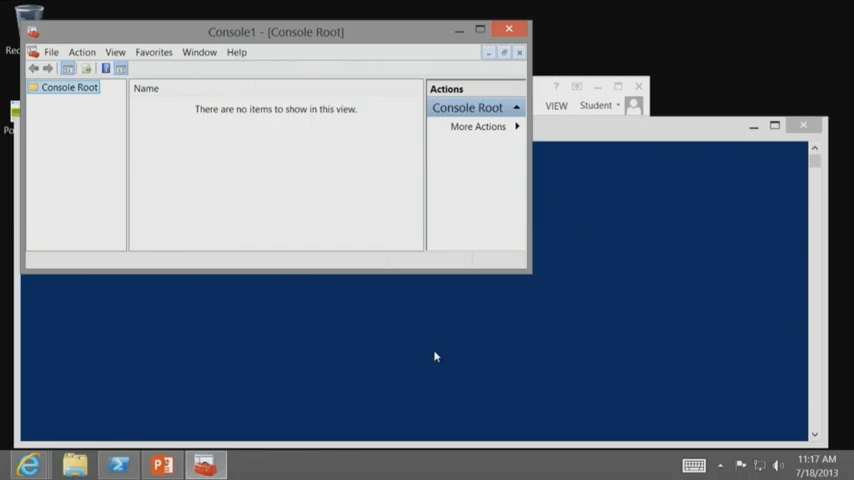 Console1 - [Console Root]
File Action View Favorites Window Help
Console Root
Name
There are no items to show in this view.
Actions
Console Root
More Actions
VIEW Student
11:17 AM
7/18/2013